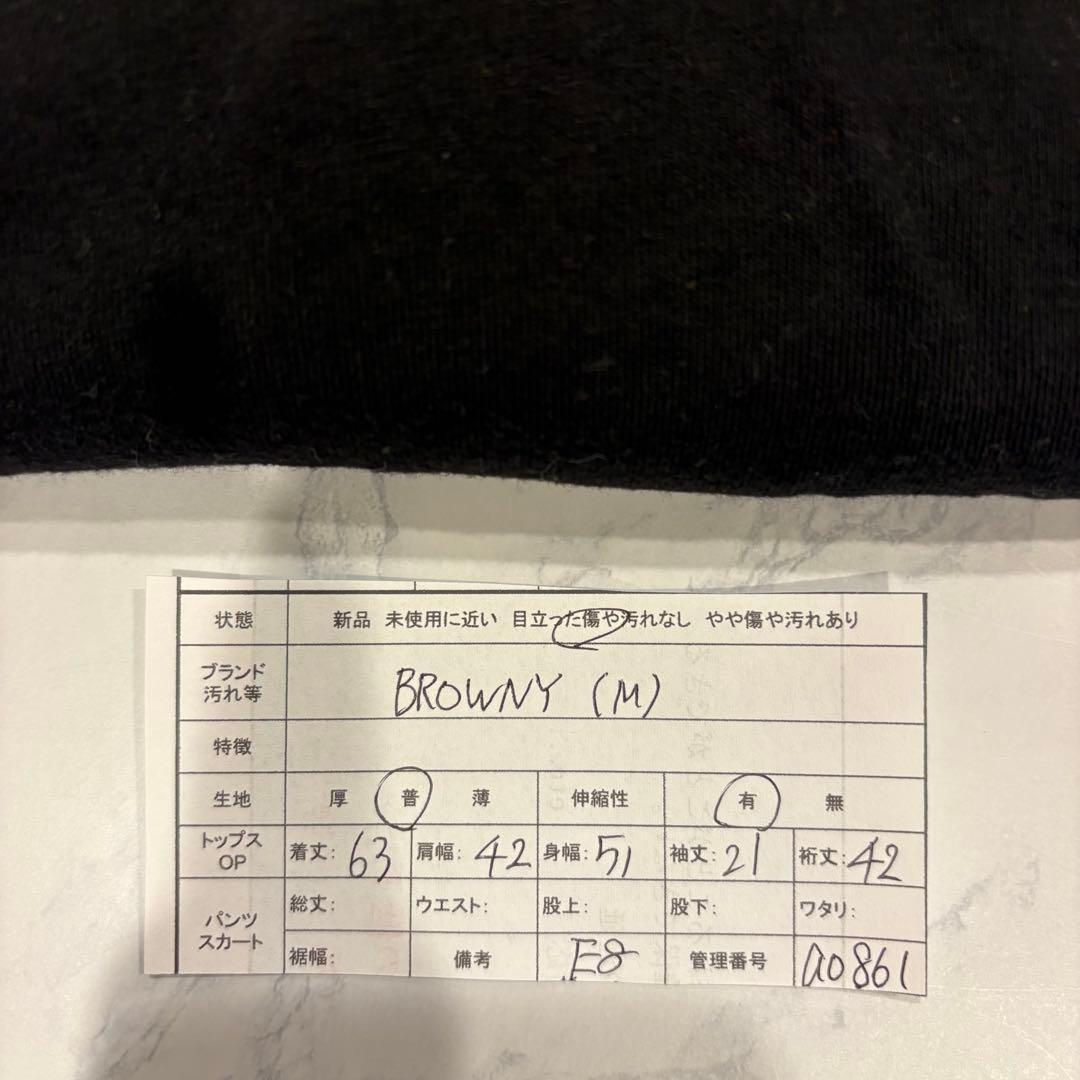 状態 新品 未使用に近い 目立った傷や汚れなし やや傷や汚れあり
ブランド
汚れ等
BROWNY (M)
特徴
生地 厚 普 薄 伸縮性 有 無
トップス
OP
着丈: 63 肩幅: 42 身幅: 51 袖丈: 21 裄丈: 42
パンツ
スカート
総丈: ウエスト: 股上: 股下: ワタリ:
裾幅: 備考 E8 管理番号 a0861